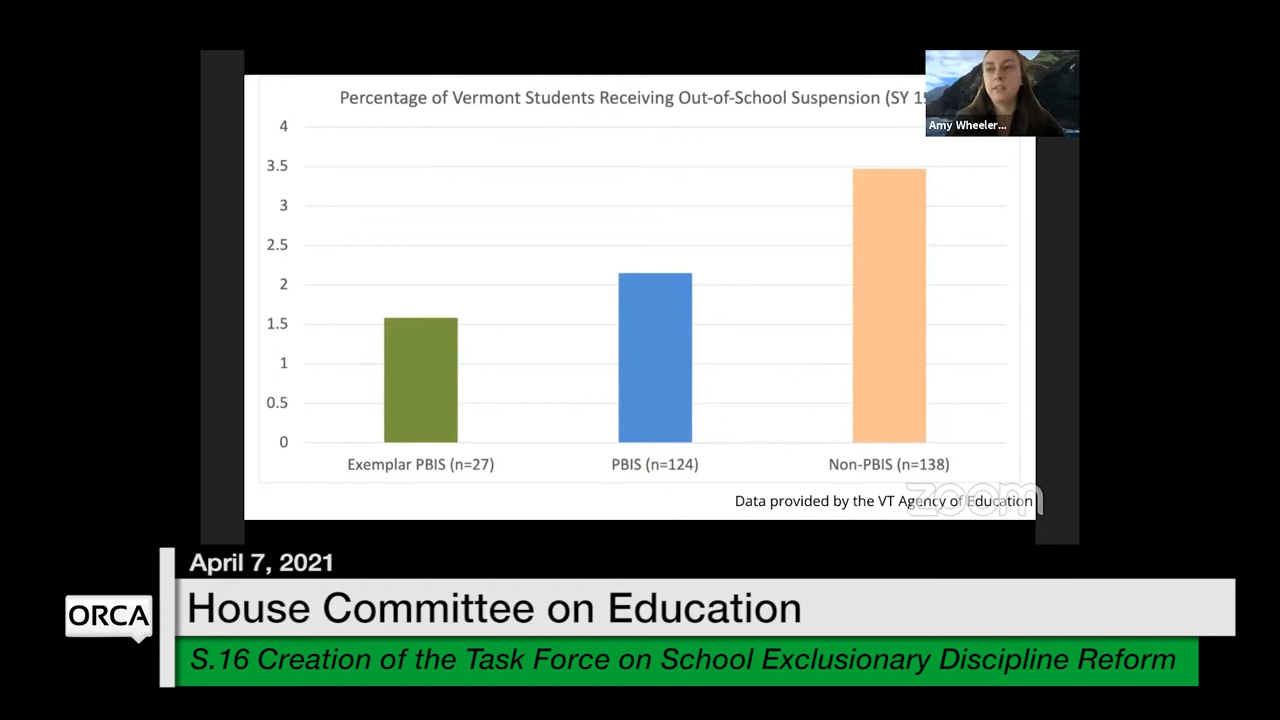 Percentage of Vermont Students Receiving Out-of-School Suspension (SY
Amy Wheeler...
4
3.5
3
2.5
2
1.5
1
0.5
0
Exemplar PBIS (n=27)
PBIS (n=124)
Non-PBIS (n=138)
Data provided by the VT Agency of Education
zoom
April 7, 2021
ORCA
House Committee on Education
S.16 Creation of the Task Force on School Exclusionary Discipline Reform